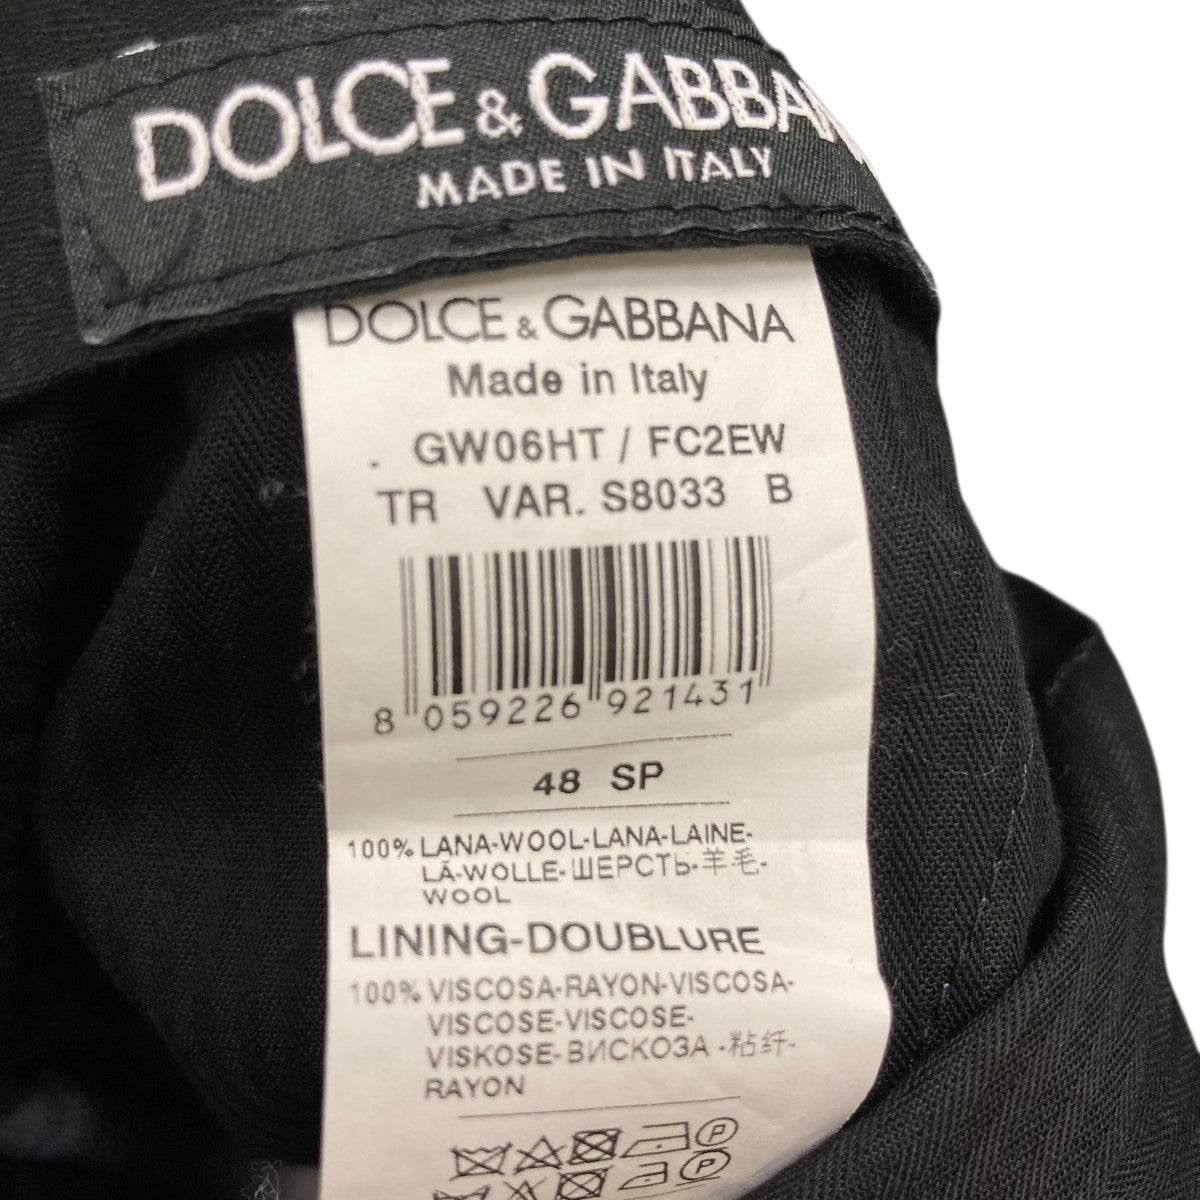 DOLCE & GABBAN
MADE IN ITALY
DOLCE & GABBANA
Made in Italy
. GW06HT / FC2EW
TR VAR. S8033 B
8 059226 921431
48 SP
100% LANA-WOOL-LANA-LAINE-
LÃ-WOLLE-ШЕРСТЬ-羊毛-
WOOL
LINING-DOUBLURE
100% VISCOSA-RAYON-VISCOSA-
VISCOSE-VISCOSE-
VISKOSE-ВИСКОЗА-粘纤-
RAYON
P
P